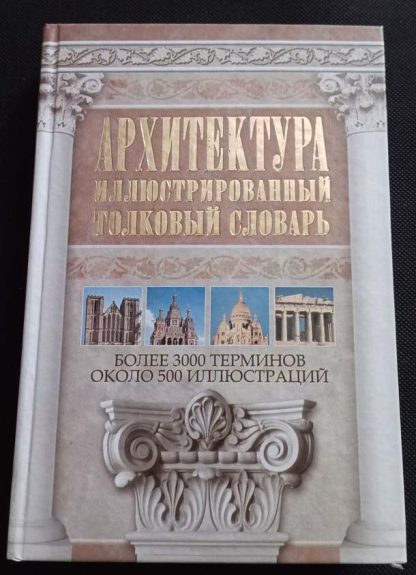 АРХИТЕКТУРА
ИЛЛЮСТРИРОВАННЫЙ
ТОЛКОВЫЙ СЛОВАРЬ
БОЛЕЕ 3000 ТЕРМИНОВ
ОКОЛО 500 ИЛЛЮСТРАЦИЙ